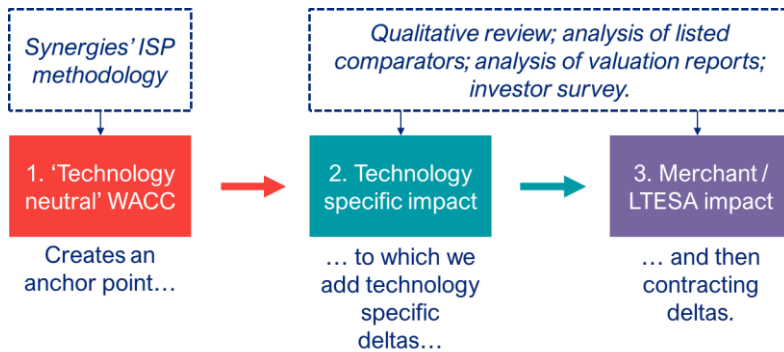 Synergies' ISP
methodology
Qualitative review; analysis of listed
comparators; analysis of valuation reports;
investor survey.
1. 'Technology
neutral' WACC
2. Technology
specific impact
3. Merchant /
LTESA impact
Creates an
anchor point…
… to which we
add technology
specific
deltas…
… and then
contracting
deltas.